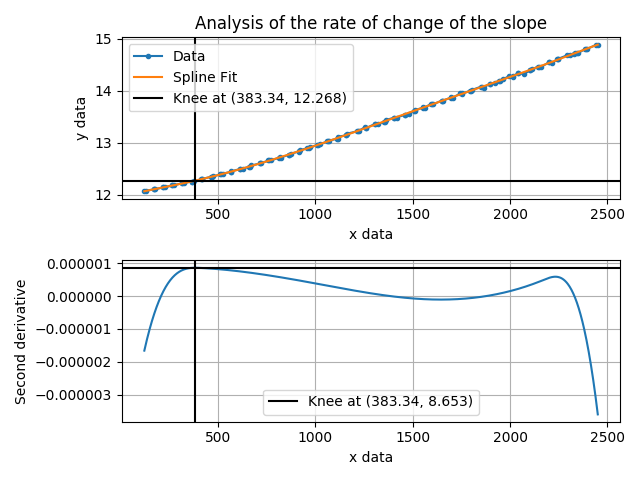 Analysis of the rate of change of the slope
15
14
13
12
y data
Data
Spline Fit
Knee at (383.34, 12.268)
500
1000
1500
2000
2500
x data
0.000001
0.000000
−0.000001
−0.000002
−0.000003
Second derivative
Knee at (383.34, 8.653)
500
1000
1500
2000
2500
x data